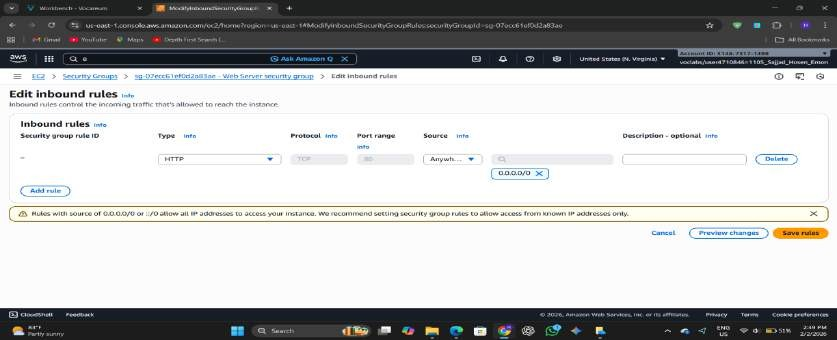 Workbench - Vocareum
ModifyInboundSecurityGroupR
us-east-1.console.aws.amazon.com/ec2/home?region=us-east-1#ModifyInboundSecurityGroupRules:securityGroupId=sg-07ecc61ef0d2a83ae
Gmail YouTube Maps Depth First Search (...
All Bookmarks
aws
e
Ask Amazon Q
United States (N. Virginia)
EC2 > Security Groups > sg-07ecc61ef0d2a83ae - Web Server security group > Edit inbound rules
Edit inbound rules Info
Inbound rules control the incoming traffic that's allowed to reach the instance.
Inbound rules Info
Security group rule ID Type Info Protocol Info Port range Info Source Info Description - optional Info
- HTTP TCP 80 Anywh... Delete
0.0.0.0/0
Add rule
Rules with source of 0.0.0.0/0 or ::/0 allow all IP addresses to access your instance. We recommend setting security group rules to allow access from known IP addresses only.
Cancel Preview changes Save rules
CloudShell Feedback
© 2026, Amazon Web Services, Inc. or its affiliates. Privacy Terms Cookie preferences
83°F
Partly sunny
Search
ENG
US
51%
2:39 PM
2/2/2026